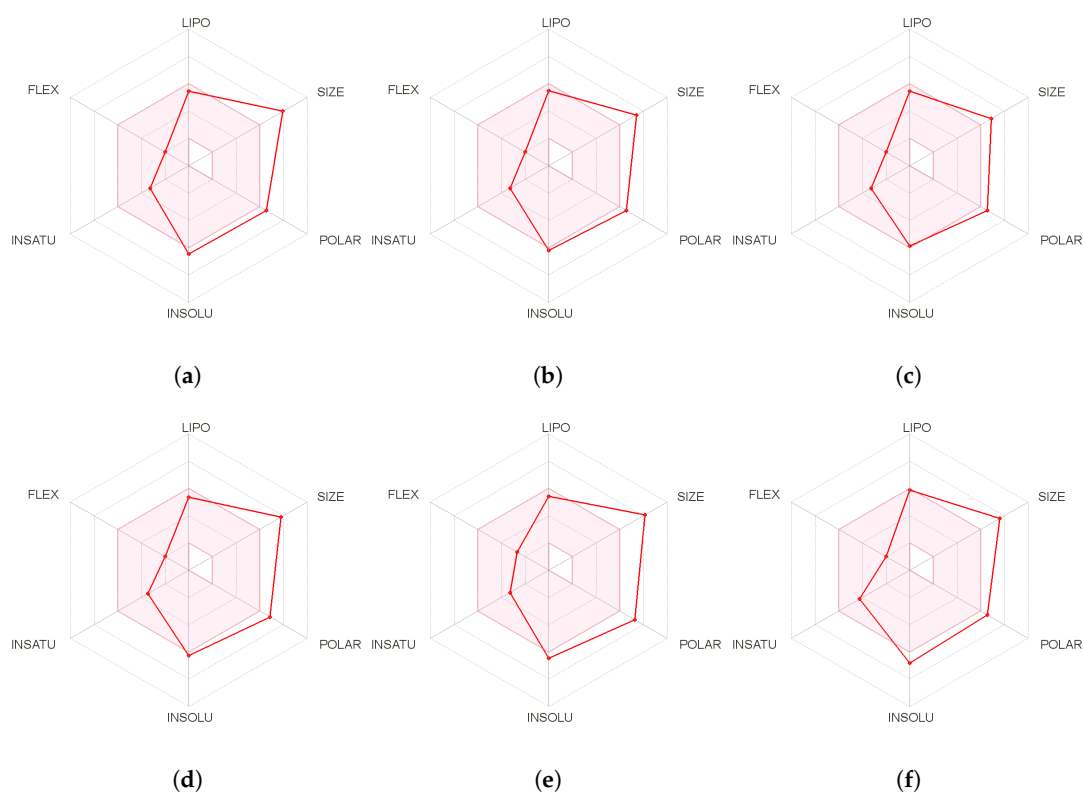 LIPO LIPO LIPO
FLEX SIZE FLEX SIZE FLEX SIZE
INSATU POLAR INSATU POLAR INSATU POLAR
INSOLU INSOLU INSOLU
(a) (b) (c)
LIPO LIPO LIPO
FLEX SIZE FLEX SIZE FLEX SIZE
INSATU POLAR INSATU POLAR INSATU POLAR
INSOLU INSOLU INSOLU
(d) (e) (f)